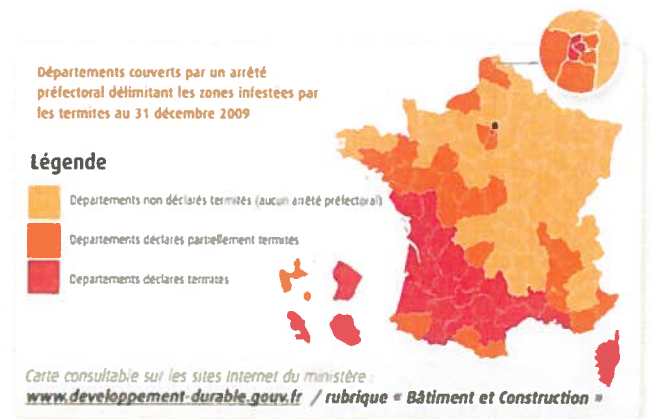 Départements couverts par un arrêté
préfectoral délimitant les zones infestees par
les termites au 31 décembre 2009
Légende
Départements non déclarés termités (aucun arrêté préfectoral)
Départements déclarés partiellement termités
Départements déclarés termités
Carte consultable sur les sites Internet du ministère :
www.developpement-durable.gouv.fr / rubrique « Bâtiment et Construction »